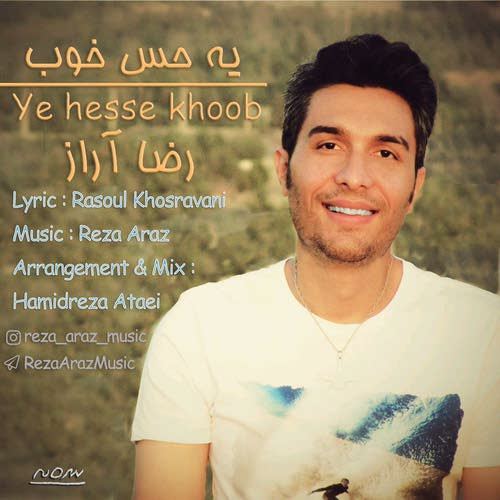 یه حس خوب
Ye hesse khoob
رضا آراز
Lyric : Rasoul Khosravani
Music : Reza Araz
Arrangement & Mix :
Hamidreza Ataei
reza_araz_music
RezaArazMusic